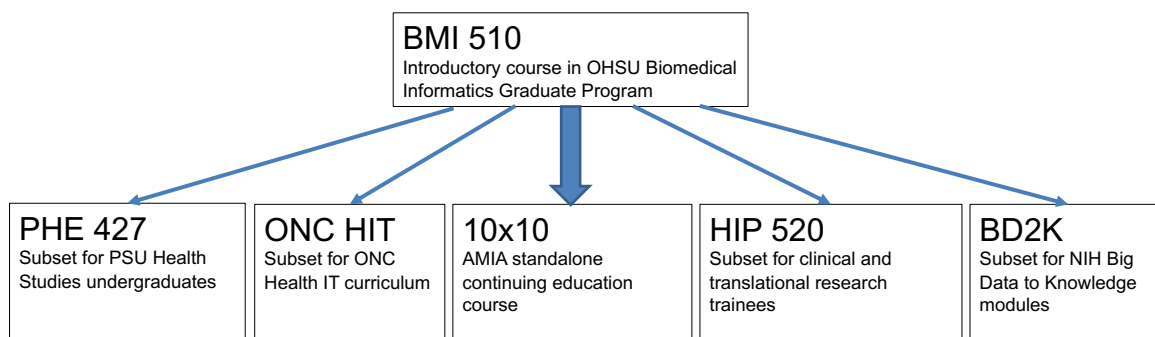 BMI 510
Introductory course in OHSU Biomedical
Informatics Graduate Program
PHE 427
Subset for PSU Health
Studies undergraduates
ONC HIT
Subset for ONC
Health IT curriculum
10x10
AMIA standalone
continuing education
course
HIP 520
Subset for clinical and
translational research
trainees
BD2K
Subset for NIH Big
Data to Knowledge
modules